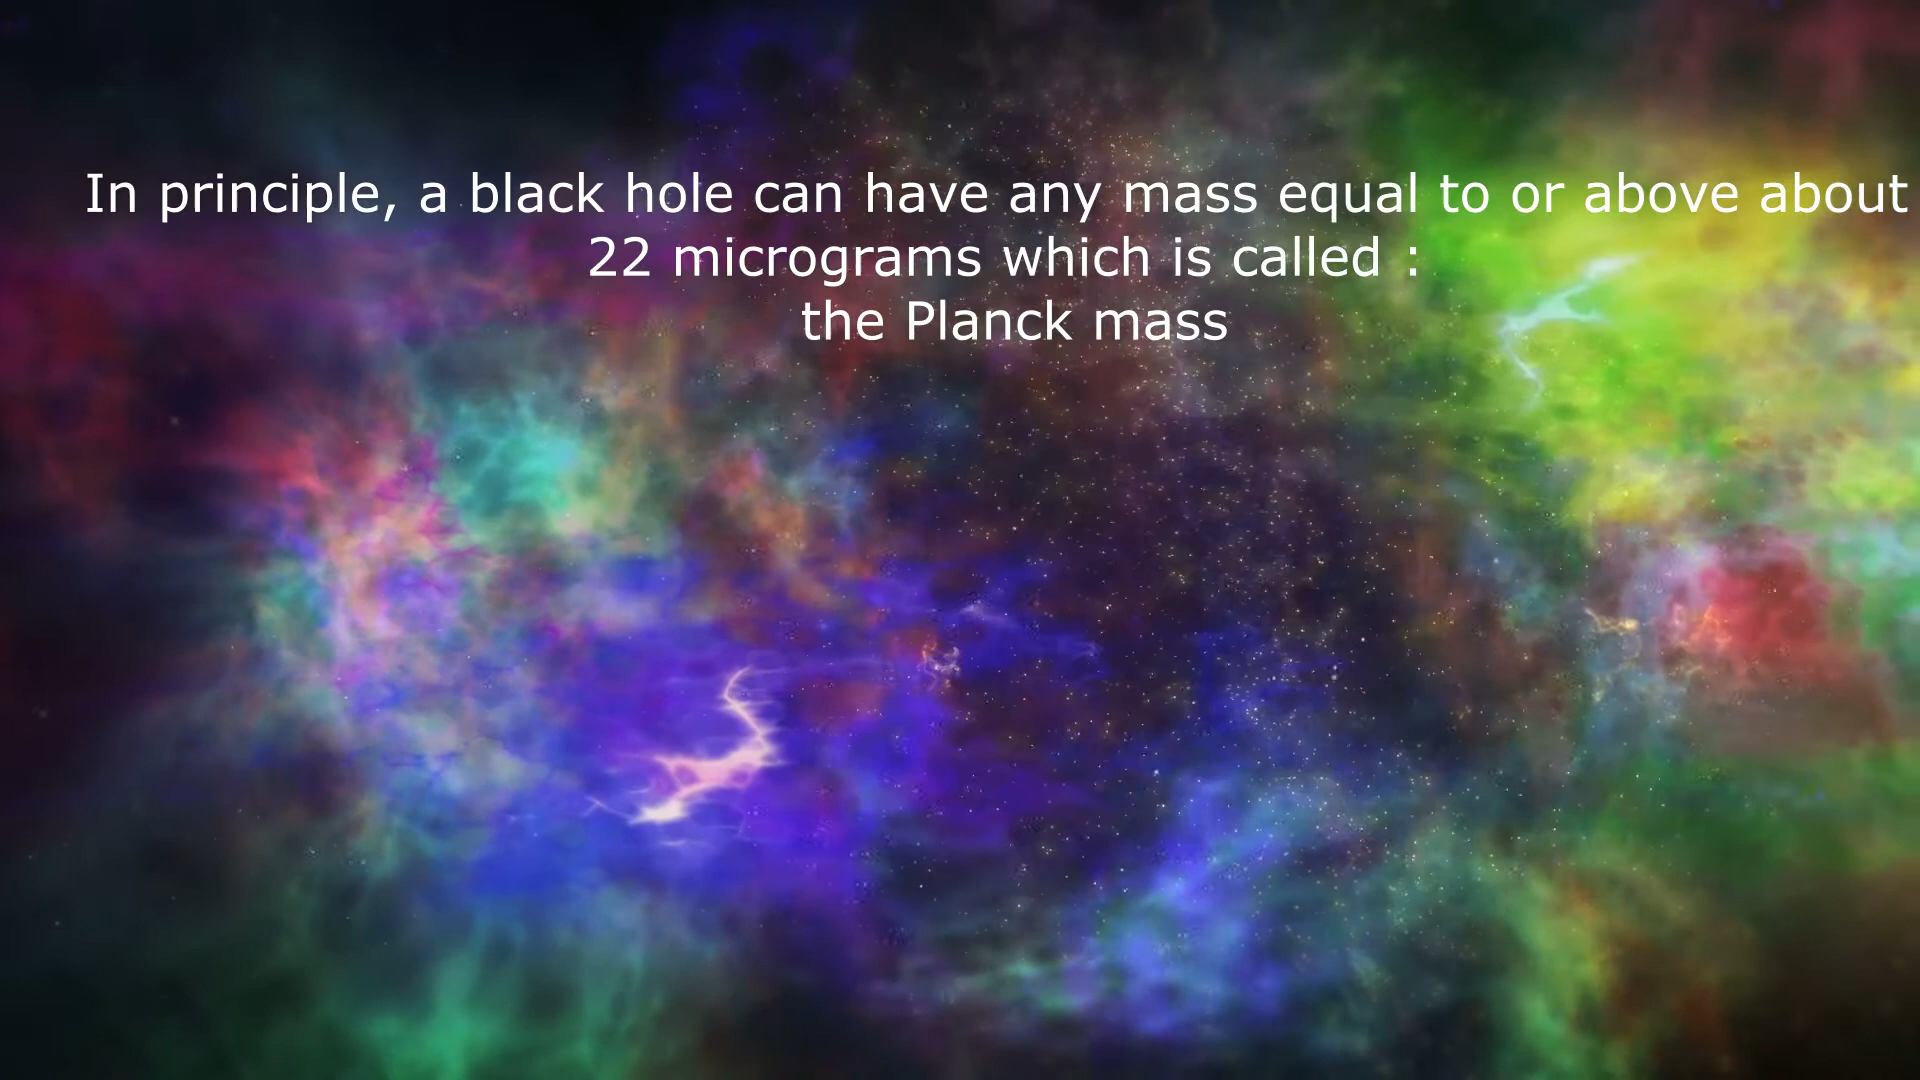 In principle, a black hole can have any mass equal to or above about
22 micrograms which is called :
the Planck mass